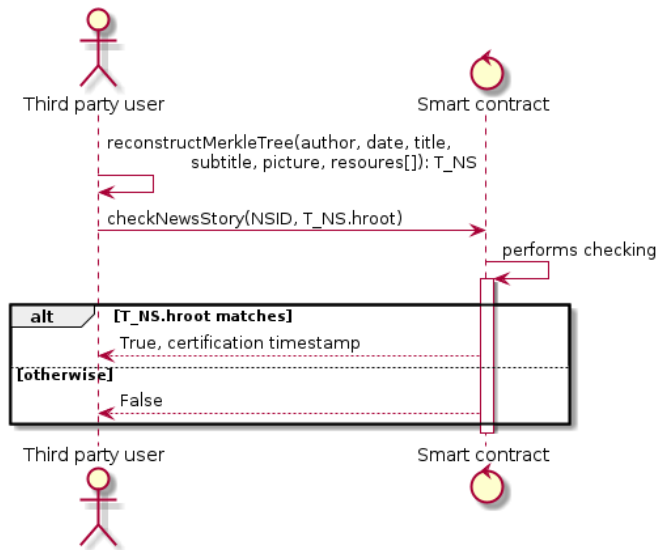 Third party user
Smart contract
reconstructMerkleTree(author, date, title,
subtitle, picture, resoures[]): T_NS
checkNewsStory(NSID, T_NS.hroot)
performs checking
alt
[T_NS.hroot matches]
True, certification timestamp
[otherwise]
False
Third party user
Smart contract